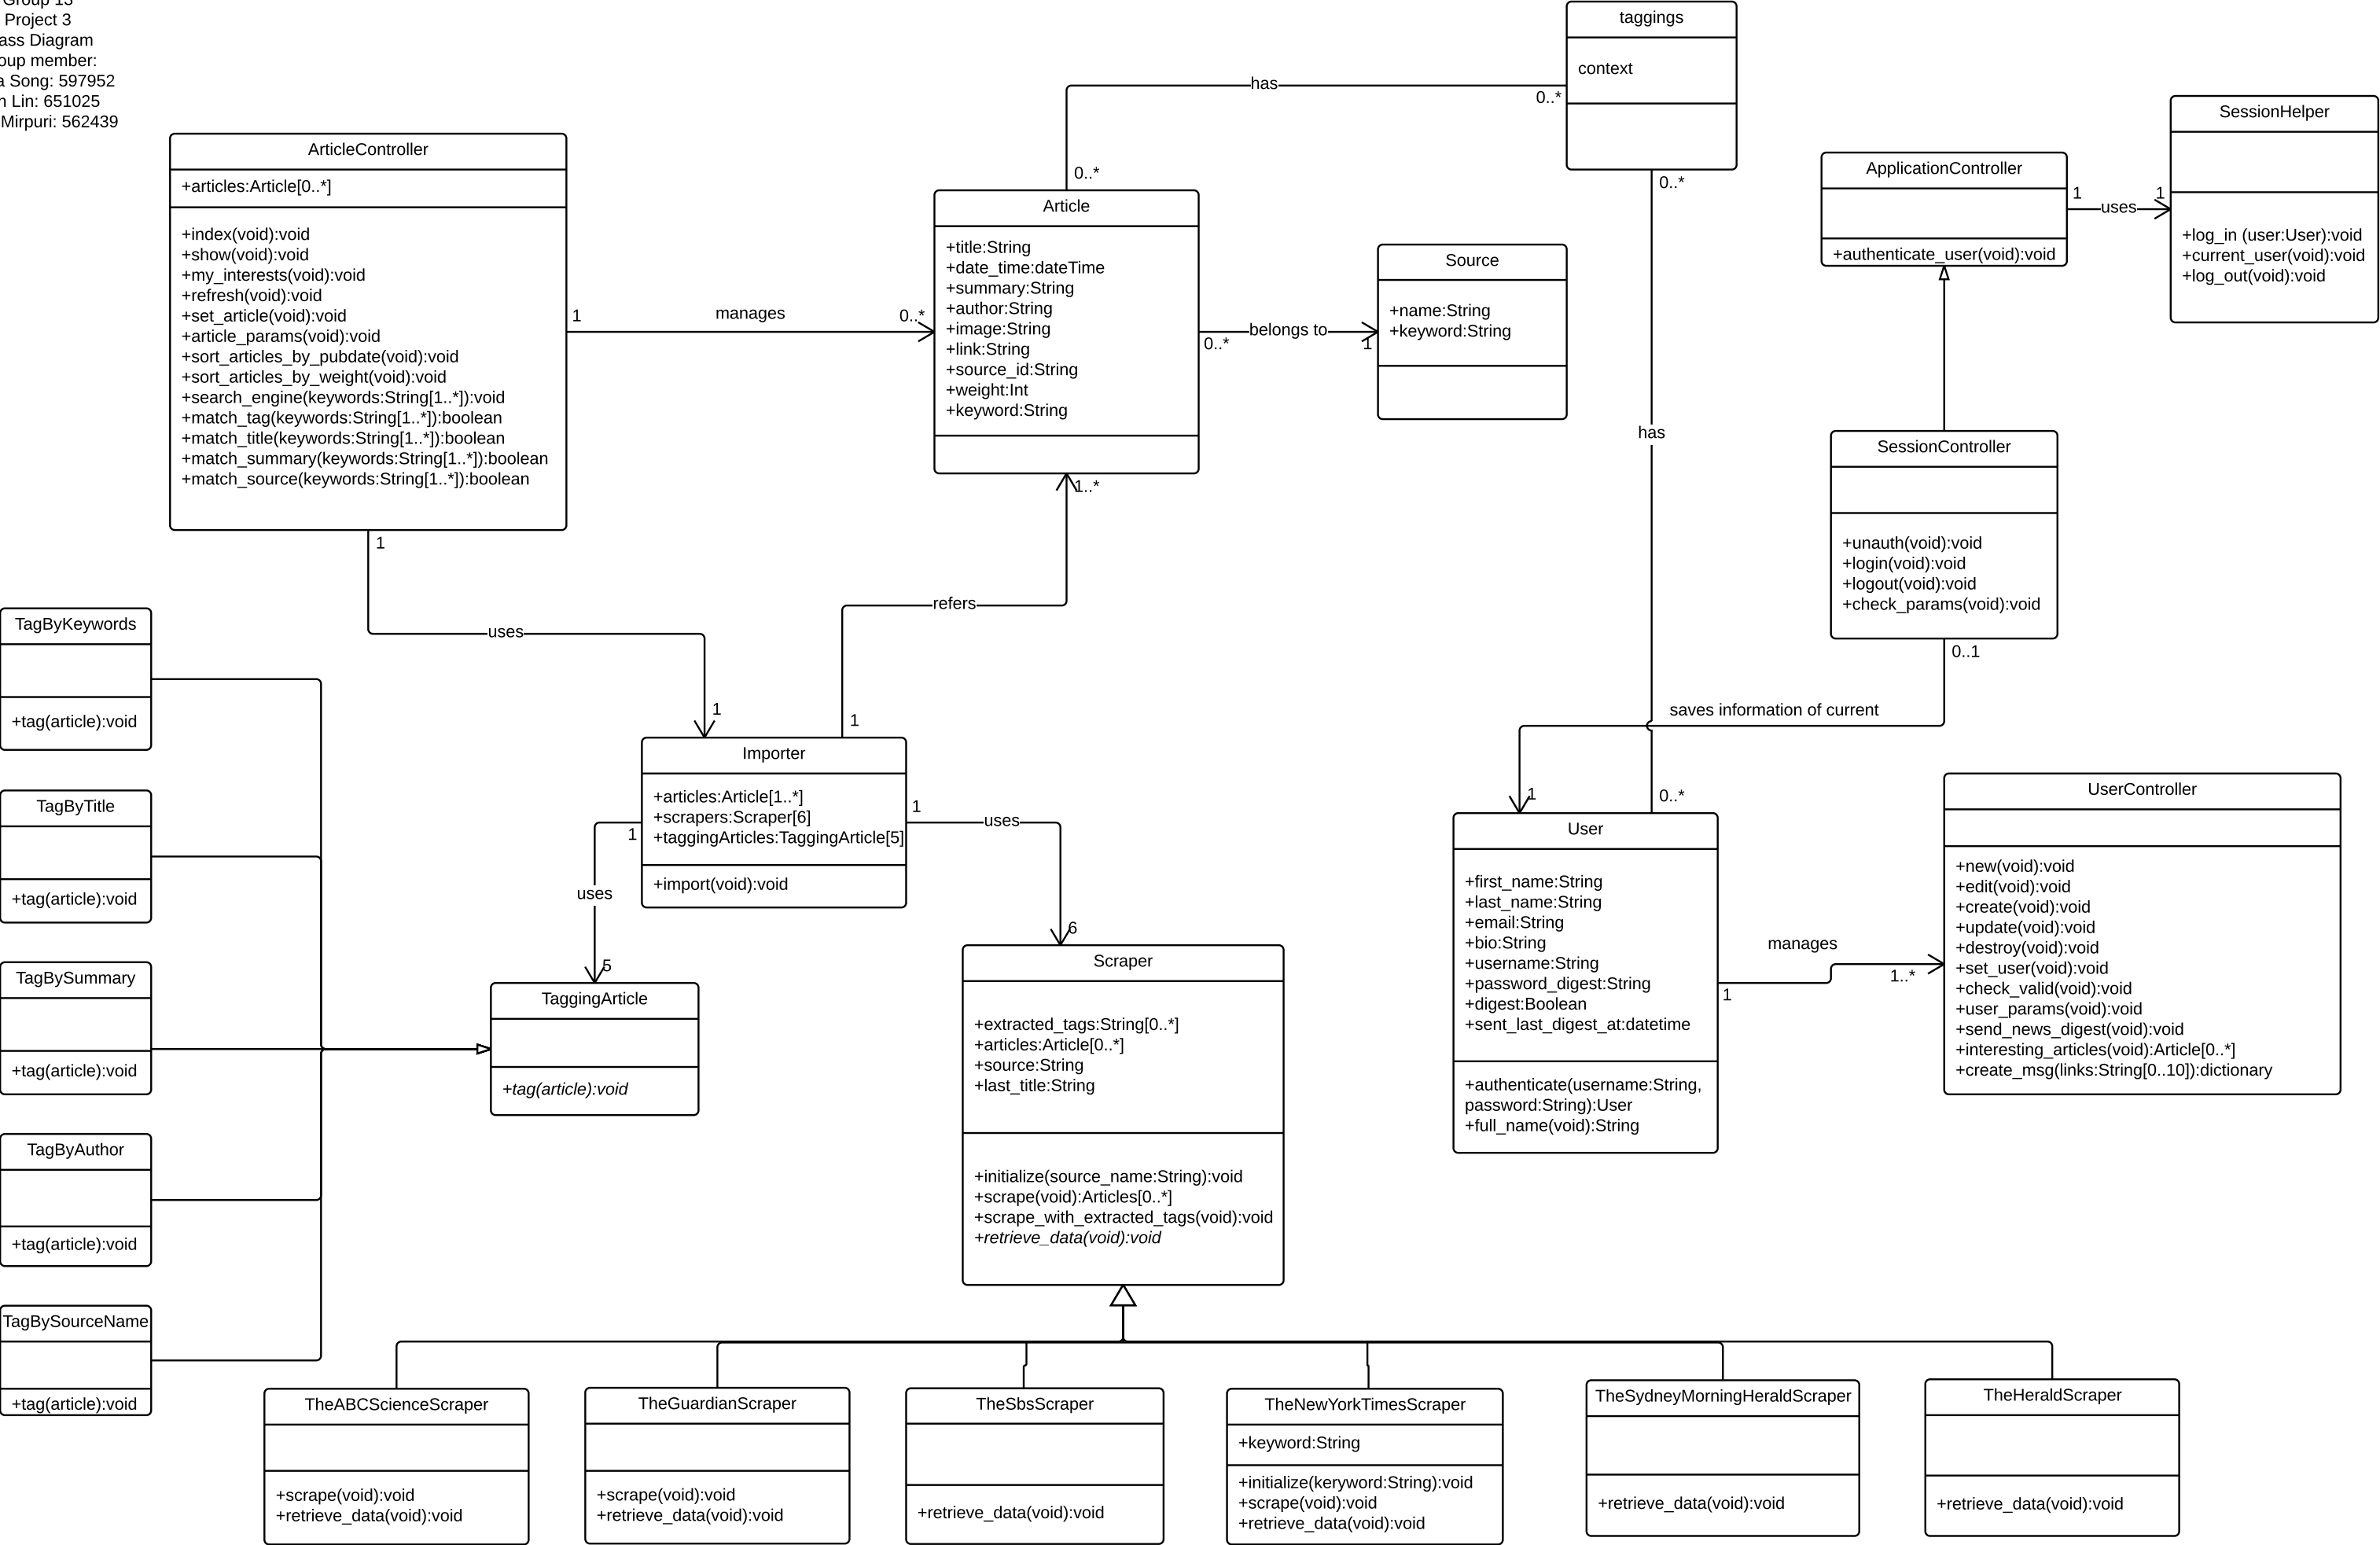 Group 13
Project 3
ass Diagram
oup member:
a Song: 597952
n Lin: 651025
Mirpuri: 562439
taggings
context
has
0..*
0..*
0..*
SessionHelper
+log_in (user:User):void
+current_user(void):void
+log_out(void):void
ApplicationController
+authenticate_user(void):void
1
uses
1
ArticleController
+articles:Article[0..*]
+index(void):void
+show(void):void
+my_interests(void):void
+refresh(void):void
+set_article(void):void
+article_params(void):void
+sort_articles_by_pubdate(void):void
+sort_articles_by_weight(void):void
+search_engine(keywords:String[1..*]):void
+match_tag(keywords:String[1..*]):boolean
+match_title(keywords:String[1..*]):boolean
+match_summary(keywords:String[1..*]):boolean
+match_source(keywords:String[1..*]):boolean
1
manages
0..*
Article
+title:String
+date_time:dateTime
+summary:String
+author:String
+image:String
+link:String
+source_id:String
+weight:Int
+keyword:String
0..*
belongs to
1
Source
+name:String
+keyword:String
has
SessionController
+unauth(void):void
+login(void):void
+logout(void):void
+check_params(void):void
0..1
saves information of current
1
0..*
1..*
refers
1
1
uses
1
TagByKeywords
+tag(article):void
TagByTitle
+tag(article):void
TagBySummary
+tag(article):void
TagByAuthor
+tag(article):void
TagBySourceName
+tag(article):void
Importer
+articles:Article[1..*]
+scrapers:Scraper[6]
+taggingArticles:TaggingArticle[5]
+import(void):void
1
uses
5
1
uses
6
TaggingArticle
+tag(article):void
Scraper
+extracted_tags:String[0..*]
+articles:Article[0..*]
+source:String
+last_title:String
+initialize(source_name:String):void
+scrape(void):Articles[0..*]
+scrape_with_extracted_tags(void):void
+retrieve_data(void):void
User
+first_name:String
+last_name:String
+email:String
+bio:String
+username:String
+password_digest:String
+digest:Boolean
+sent_last_digest_at:datetime
+authenticate(username:String,
password:String):User
+full_name(void):String
1
manages
1..*
UserController
+new(void):void
+edit(void):void
+create(void):void
+update(void):void
+destroy(void):void
+set_user(void):void
+check_valid(void):void
+user_params(void):void
+send_news_digest(void):void
+interesting_articles(void):Article[0..*]
+create_msg(links:String[0..10]):dictionary
TheABCScienceScraper
+scrape(void):void
+retrieve_data(void):void
TheGuardianScraper
+scrape(void):void
+retrieve_data(void):void
TheSbsScraper
+retrieve_data(void):void
TheNewYorkTimesScraper
+keyword:String
+initialize(keryword:String):void
+scrape(void):void
+retrieve_data(void):void
TheSydneyMorningHeraldScraper
+retrieve_data(void):void
TheHeraldScraper
+retrieve_data(void):void